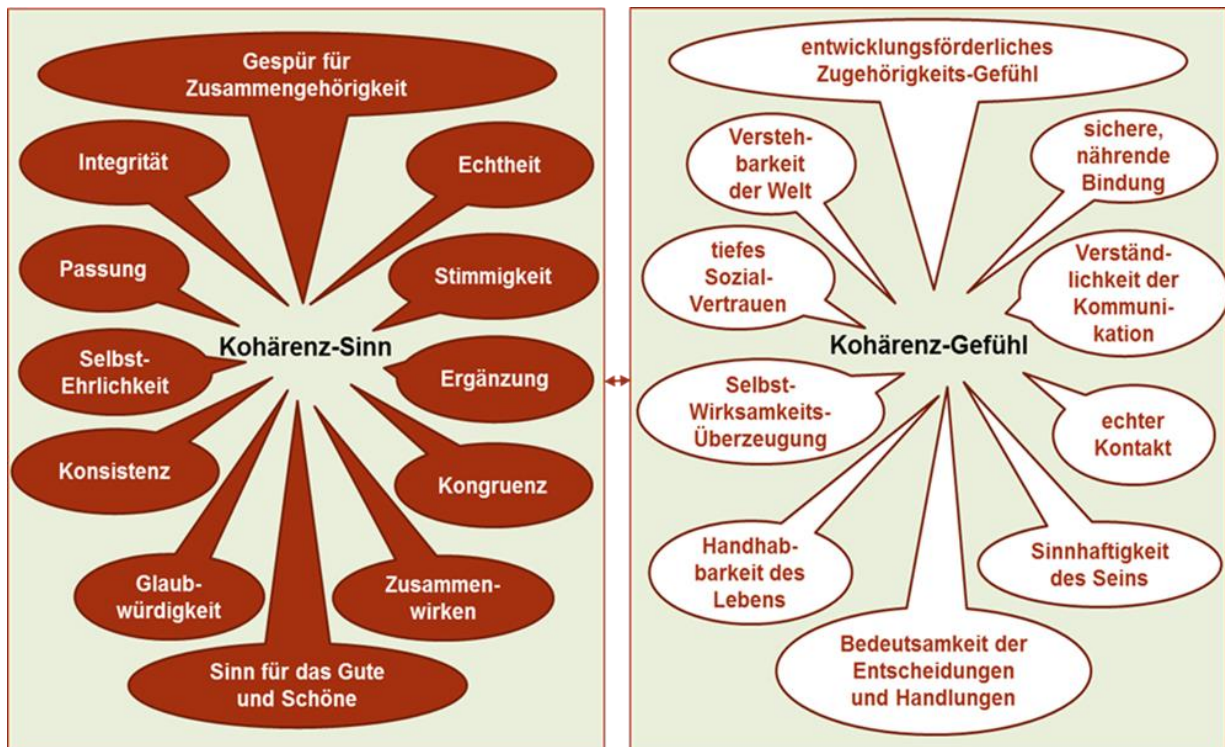 Gespür für
Zusammengehörigkeit
Integrität
Echtheit
Passung
Stimmigkeit
Kohärenz-Sinn
Selbst-
Ehrlichkeit
Ergänzung
Konsistenz
Kongruenz
Glaub-
würdigkeit
Zusammen-
wirken
Sinn für das Gute
und Schöne
entwicklungsförderliches
Zugehörigkeits-Gefühl
Versteh-
barkeit
der Welt
sichere,
nährende
Bindung
tiefes
Sozial-
Vertrauen
Verständ-
lichkeit der
Kommuni-
kation
Kohärenz-Gefühl
Selbst-
Wirksamkeits-
Überzeugung
echter
Kontakt
Handhab-
barkeit des
Lebens
Sinnhaftigkeit
des Seins
Bedeutsamkeit der
Entscheidungen
und Handlungen